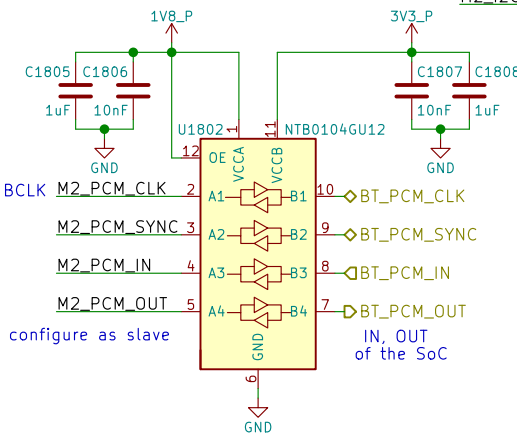 1V8_P
3V3_P
C1805
C1806
C1807
C1808
1uF
10nF
10nF
1uF
GND
GND
U1802
1
11
NTB0104GU12
12
OE
VCCA
VCCB
BCLK
M2_PCM_CLK
2
A1
B1
10
BT_PCM_CLK
M2_PCM_SYNC
3
A2
B2
9
BT_PCM_SYNC
M2_PCM_IN
4
A3
B3
8
BT_PCM_IN
M2_PCM_OUT
5
A4
B4
7
BT_PCM_OUT
configure as slave
GND
IN, OUT
of the SoC
6
GND